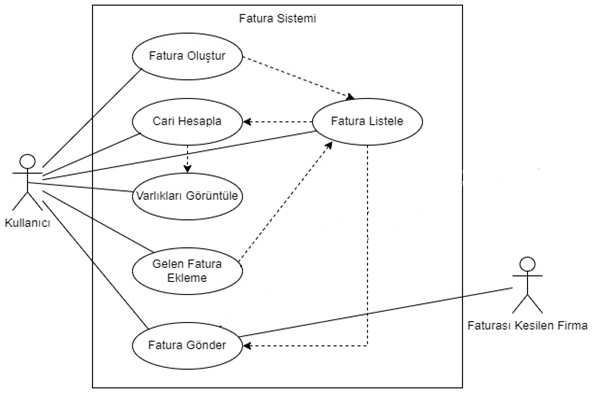 Fatura Sistemi
Fatura Oluştur
Cari Hesapla
Fatura Listele
Varlıkları Görüntüle
Kullanıcı
Gelen Fatura
Ekleme
Fatura Gönder
Faturası Kesilen Firma